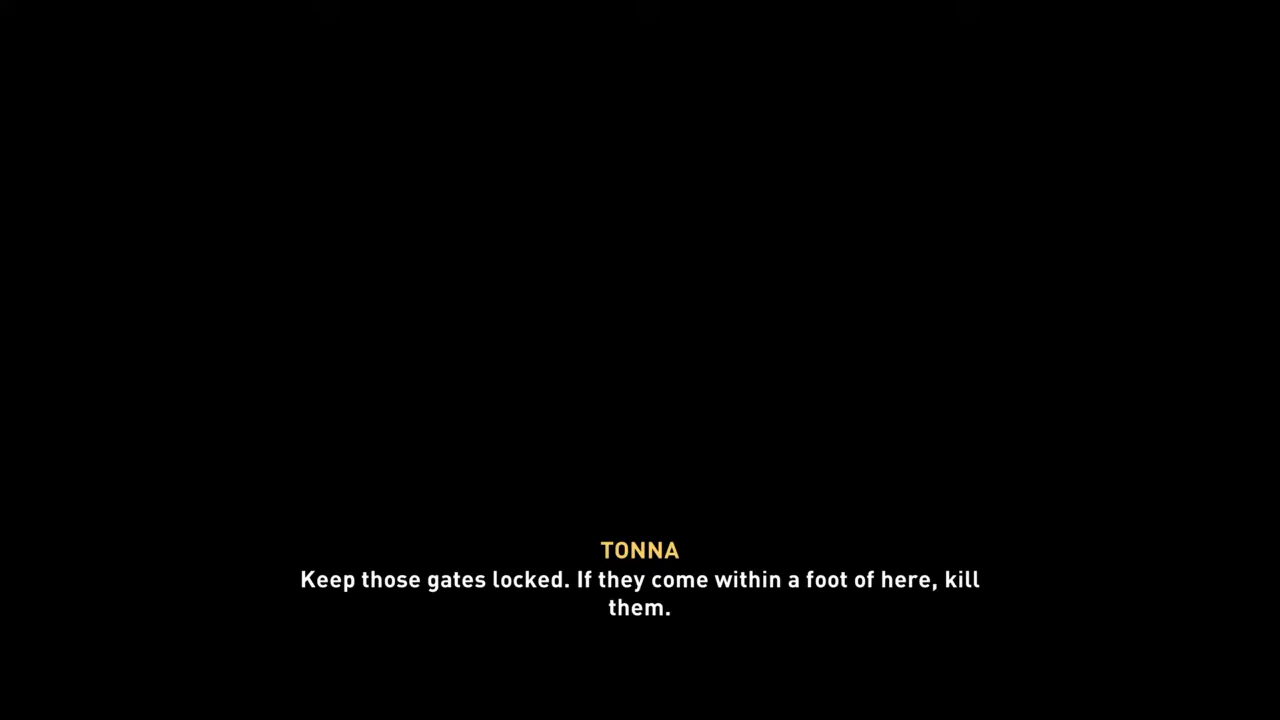 TONNA
Keep those gates locked. If they come within a foot of here, kill
them.